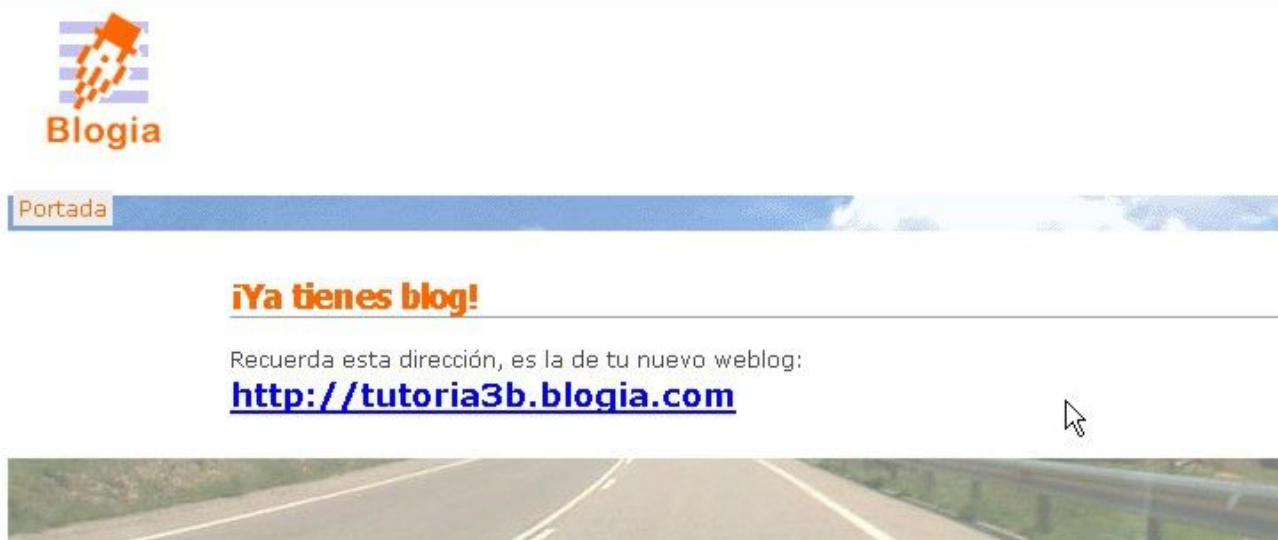 Blogia
Portada
¡Ya tienes blog!
Recuerda esta dirección, es la de tu nuevo weblog:
http://tutoria3b.blogia.com